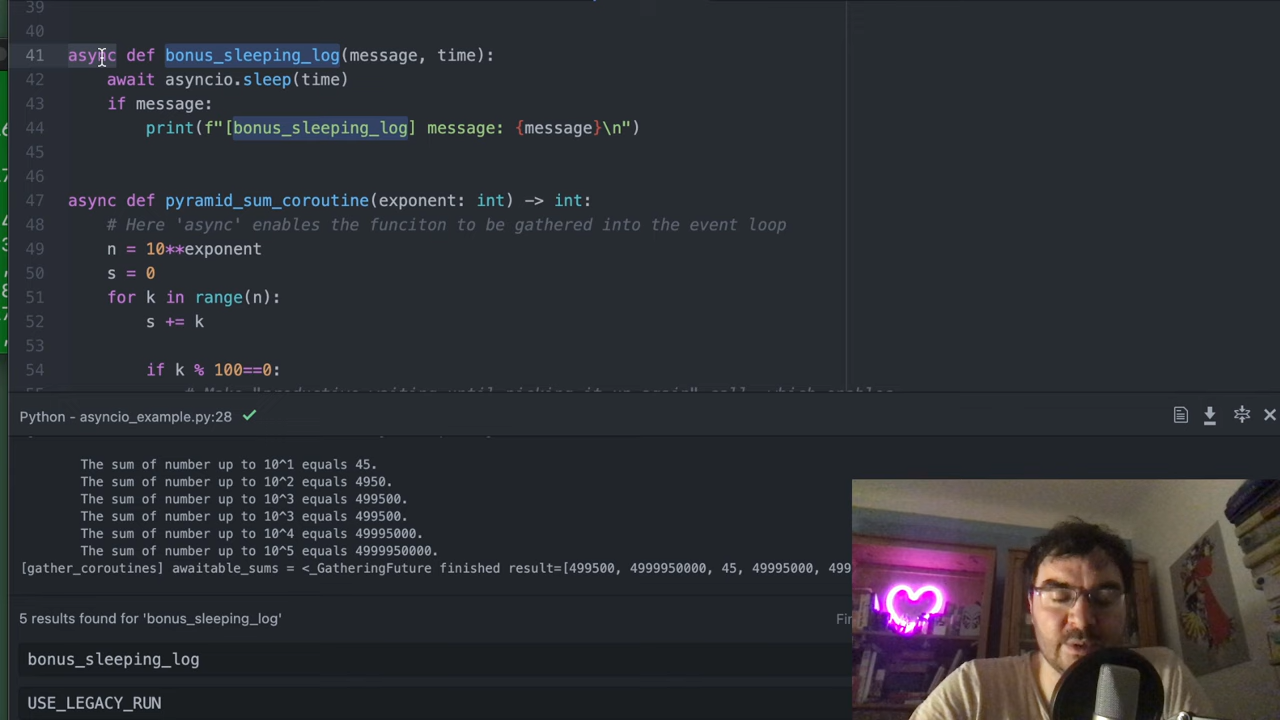 39
40
41 async def bonus_sleeping_log(message, time):
42 await asyncio.sleep(time)
43 if message:
44 print(f"[bonus_sleeping_log] message: {message}\n")
45
46
47 async def pyramid_sum_coroutine(exponent: int) -> int:
48 # Here 'async' enables the funciton to be gathered into the event loop
49 n = 10**exponent
50 s = 0
51 for k in range(n):
52 s += k
53
54 if k % 100==0:
Python - asyncio_example.py:28
The sum of number up to 10^1 equals 45.
The sum of number up to 10^2 equals 4950.
The sum of number up to 10^3 equals 499500.
The sum of number up to 10^3 equals 499500.
The sum of number up to 10^4 equals 49995000.
The sum of number up to 10^5 equals 4999950000.
[gather_coroutines] awaitable_sums = <_GatheringFuture finished result=[499500, 4999950000, 45, 49995000, 499
5 results found for 'bonus_sleeping_log'
bonus_sleeping_log
USE_LEGACY_RUN